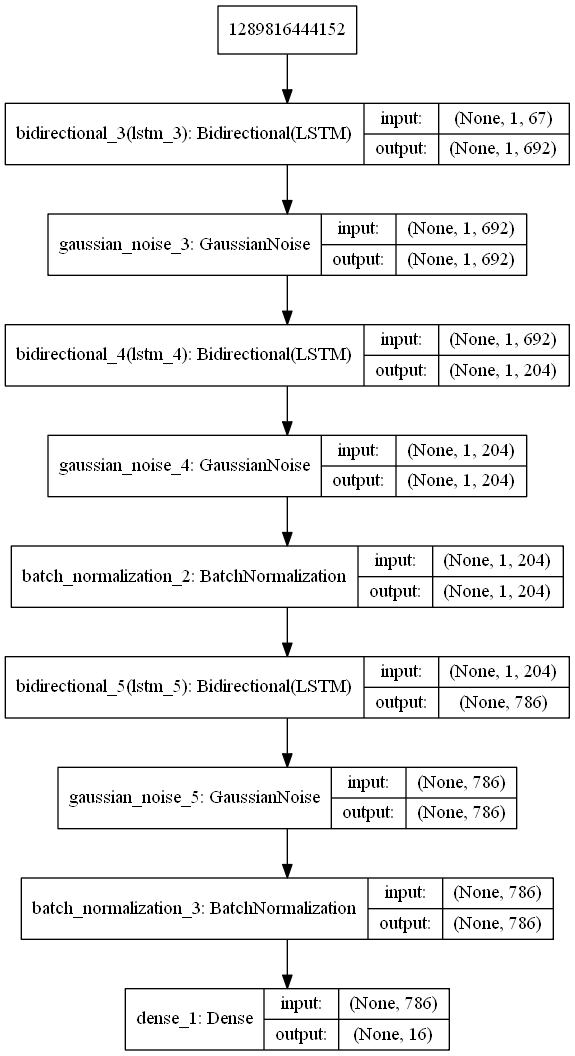 1289816444152
bidirectional_3(lstm_3): Bidirectional(LSTM)
input: (None, 1, 67)
output: (None, 1, 692)
gaussian_noise_3: GaussianNoise
input: (None, 1, 692)
output: (None, 1, 692)
bidirectional_4(lstm_4): Bidirectional(LSTM)
input: (None, 1, 692)
output: (None, 1, 204)
gaussian_noise_4: GaussianNoise
input: (None, 1, 204)
output: (None, 1, 204)
batch_normalization_2: BatchNormalization
input: (None, 1, 204)
output: (None, 1, 204)
bidirectional_5(lstm_5): Bidirectional(LSTM)
input: (None, 1, 204)
output: (None, 786)
gaussian_noise_5: GaussianNoise
input: (None, 786)
output: (None, 786)
batch_normalization_3: BatchNormalization
input: (None, 786)
output: (None, 786)
dense_1: Dense
input: (None, 786)
output: (None, 16)